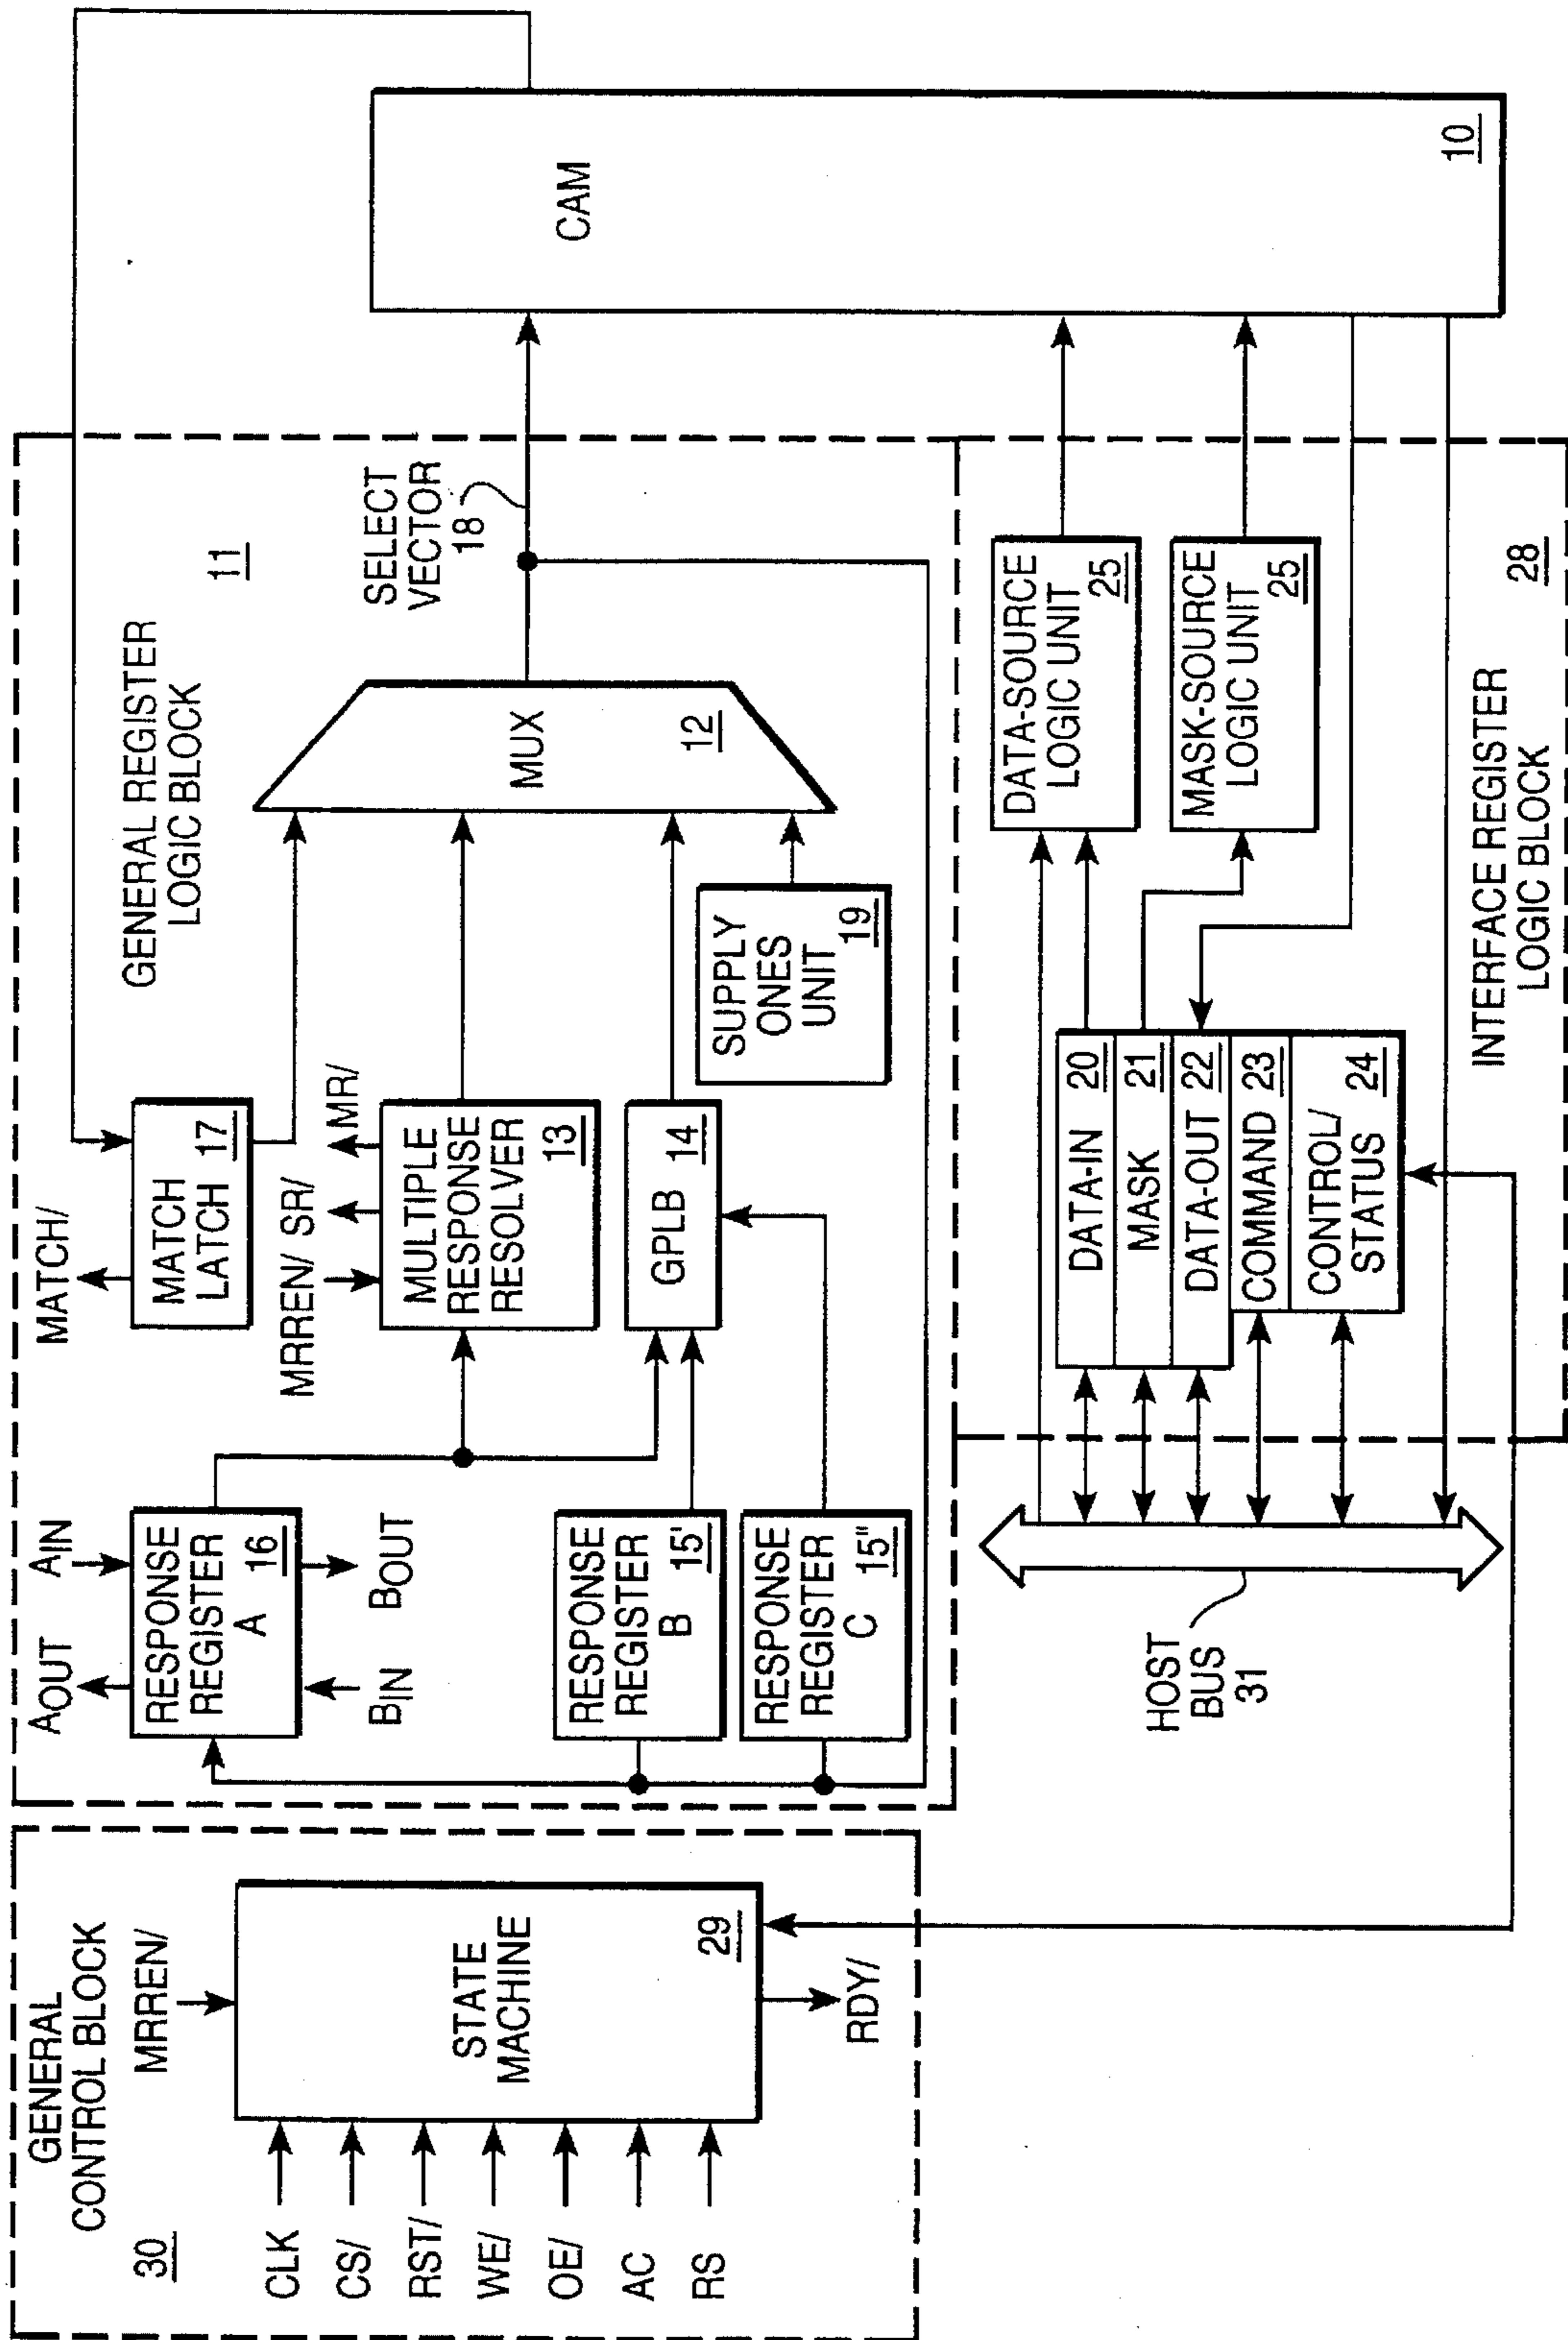 GENERAL
CONTROL BLOCK
30
MRREN/
CLK
CS/
RST/
WE/
OE/
AC
RS
STATE
MACHINE
29
RDY/
GENERAL REGISTER
LOGIC BLOCK
11
AOUT
AIN
RESPONSE
REGISTER
A
16
BIN
BOUT
RESPONSE
REGISTER
B
15'
RESPONSE
REGISTER
C
15"
MATCH/
MATCH
LATCH
17
MRREN/ SR/ MR/
MULTIPLE
RESPONSE
RESOLVER
13
GPLB
14
SUPPLY
ONES
UNIT
19
MUX
12
SELECT
VECTOR
18
CAM
10
HOST
BUS
31
DATA-IN 20
MASK 21
DATA-OUT 22
COMMAND 23
CONTROL/
STATUS
24
DATA-SOURCE
LOGIC UNIT
25
MASK-SOURCE
LOGIC UNIT
25
INTERFACE REGISTER
LOGIC BLOCK
28